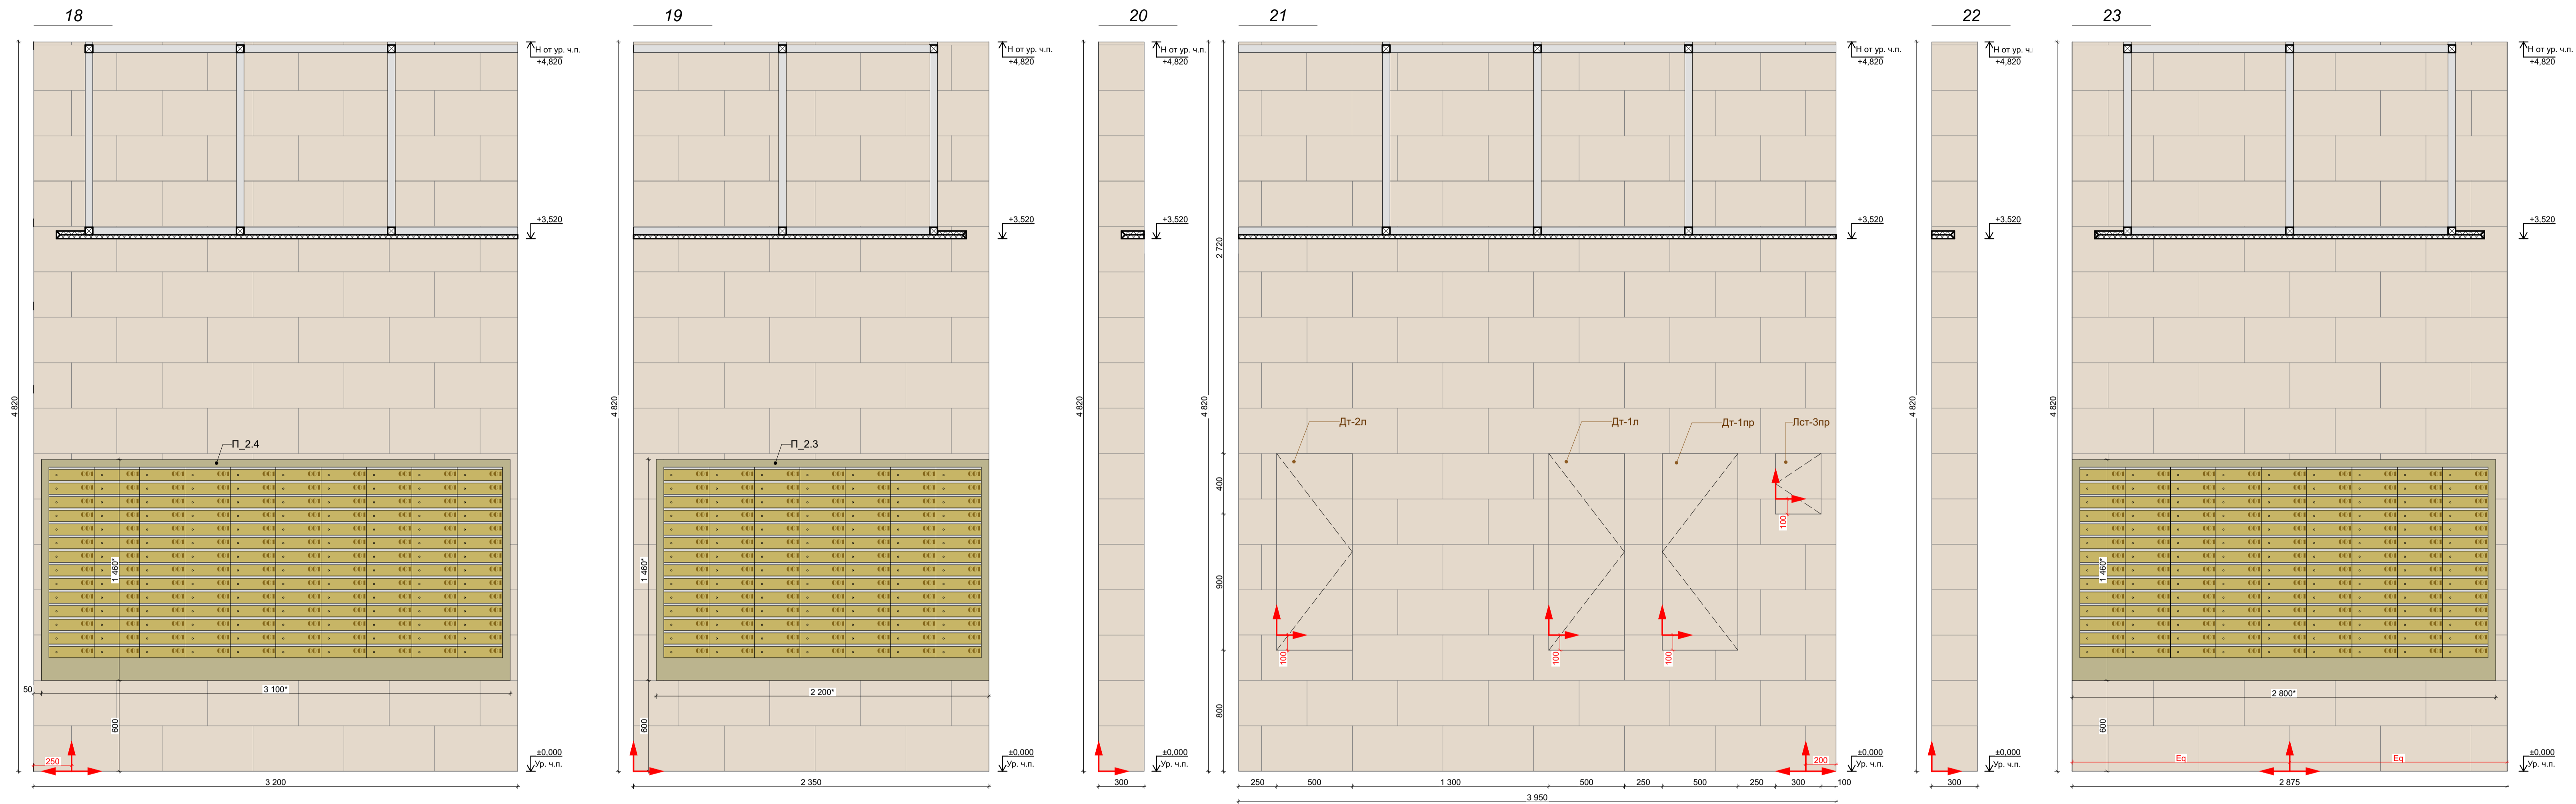 18
Н от ур. ч.п.
+4,820
+3,520
4 820
П_2.4
1 460*
50
3 100*
600
250
±0,000
Ур. ч.п.
3 200
19
Н от ур. ч.п.
+4,820
+3,520
4 820
П_2.3
1 460*
2 200*
600
±0,000
Ур. ч.п.
2 350
20
Н от ур. ч.п.
+4,820
+3,520
4 820
±0,000
Ур. ч.п.
300
21
Н от ур. ч.п.
+4,820
+3,520
2 720
4 820
Дт-2л
Дт-1л
Дт-1пр
Лст-3пр
400
100
900
100
100
100
800
200
±0,000
Ур. ч.п.
250 500 1 300 500 250 500 250 300 100
3 950
22
Н от ур. ч.п.
+4,820
+3,520
4 820
±0,000
Ур. ч.п.
300
23
Н от ур. ч.п.
+4,820
+3,520
4 820
1 460*
2 800*
600
Eq Eq
±0,000
Ур. ч.п.
2 875